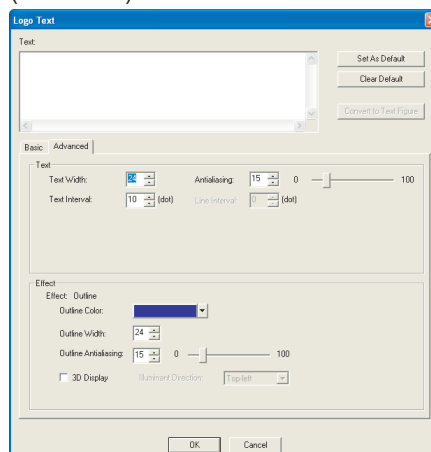 Logo Text
Text:
Set As Default
Clear Default
Convert to Text Figure
Basic Advanced
Text
Text Width: 24 Antialiasing: 15 0 100
Text Interval: 10 (dot) Line Interval: 0 (dot)
Effect
Effect: Outline
Outline Color:
Outline Width: 24
Outline Antialiasing: 15 0 100
3D Display Illuminant Direction: Top-left
OK Cancel